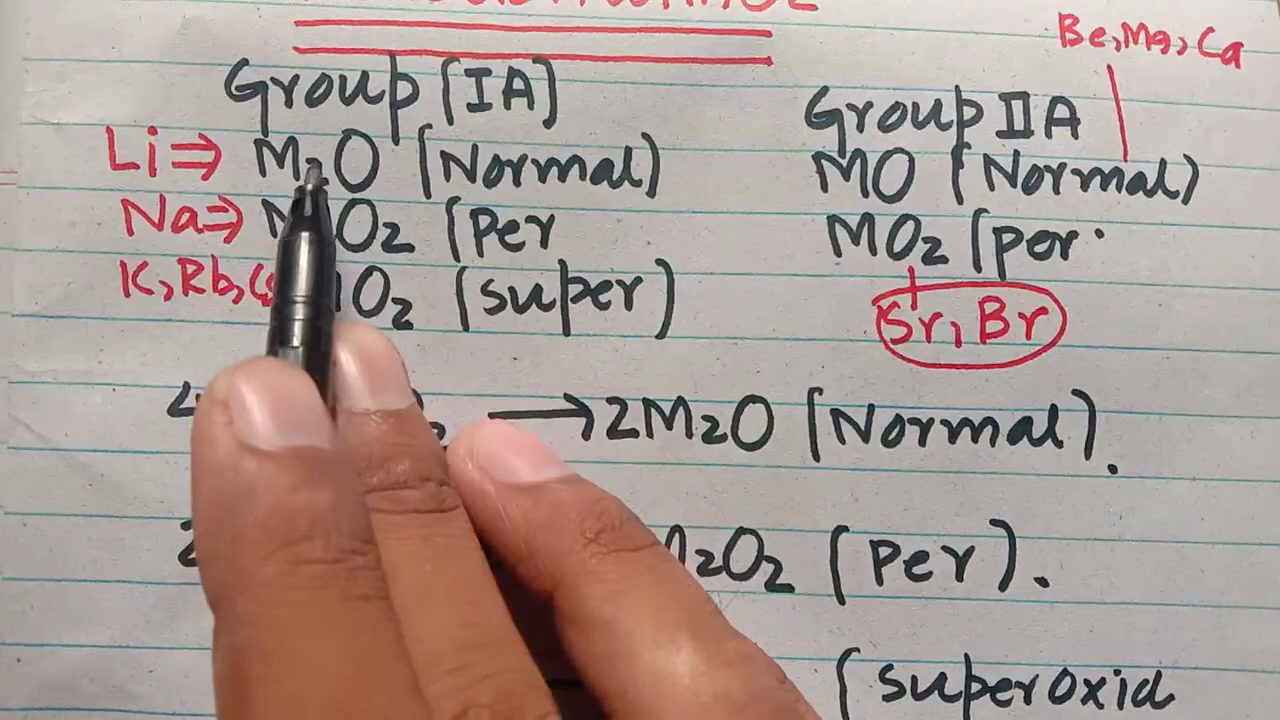 Be, Mg, Ca
Group [IA]
Li ⇒ M₂O (Normal)
Na ⇒ O₂ (Per
K, Rb, O₂ (super)
Group IIA
MO (Normal)
MO₂ (per.
Sr, Br
→ 2M₂O (Normal).
₂O₂ (Per).
(superoxid